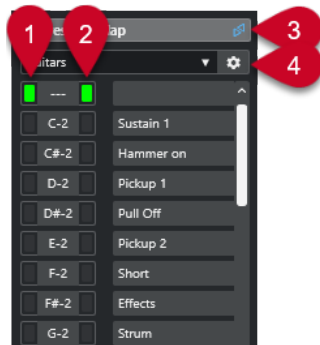 1 2 3
4
---
C-2 Sustain 1
C#-2 Hammer on
D-2 Pickup 1
D#-2 Pull Off
E-2 Pickup 2
F-2 Short
F#-2 Effects
G-2 Strum